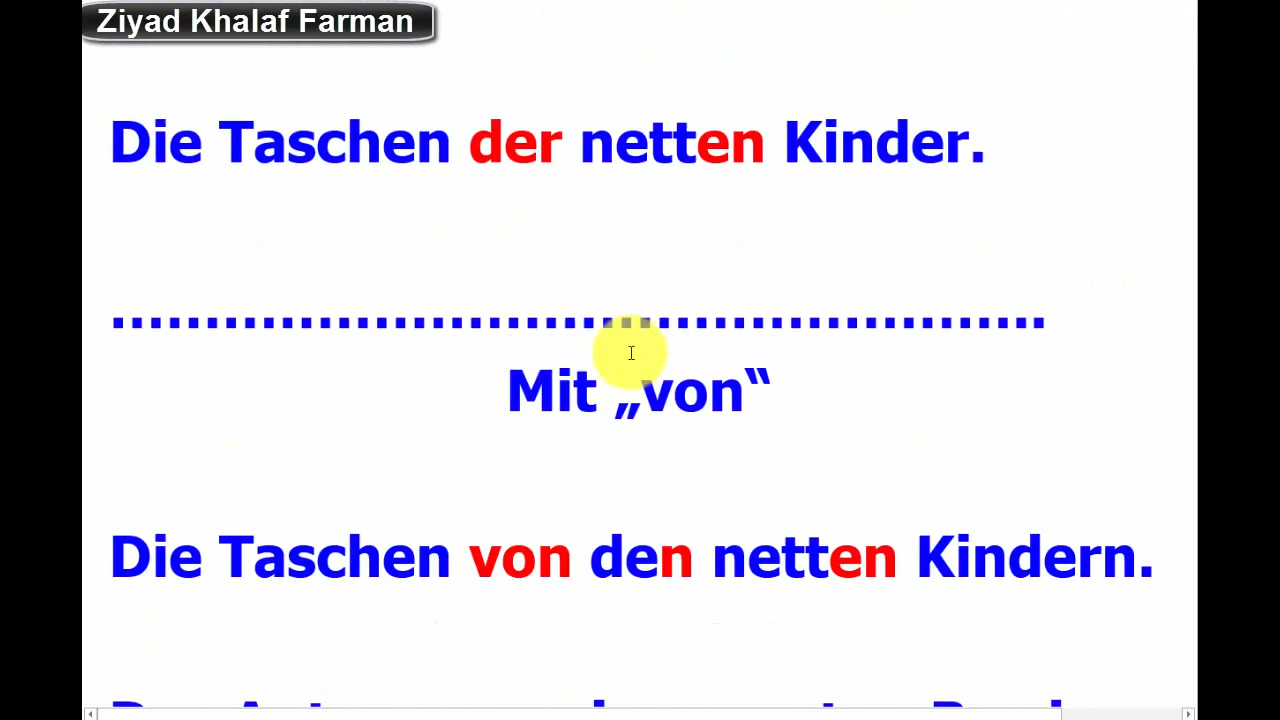 Ziyad Khalaf Farman
Die Taschen der netten Kinder.
..................................................
Mit „von“
Die Taschen von den netten Kindern.